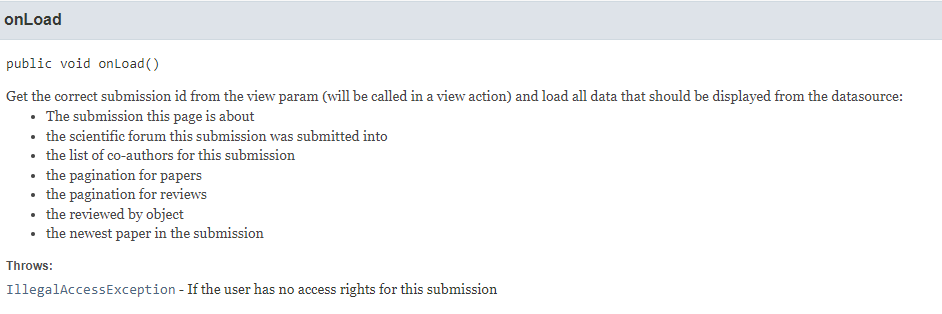 onLoad
public void onLoad()
Get the correct submission id from the view param (will be called in a view action) and load all data that should be displayed from the datasource:
• The submission this page is about
• the scientific forum this submission was submitted into
• the list of co-authors for this submission
• the pagination for papers
• the pagination for reviews
• the reviewed by object
• the newest paper in the submission
Throws:
IllegalAccessException - If the user has no access rights for this submission